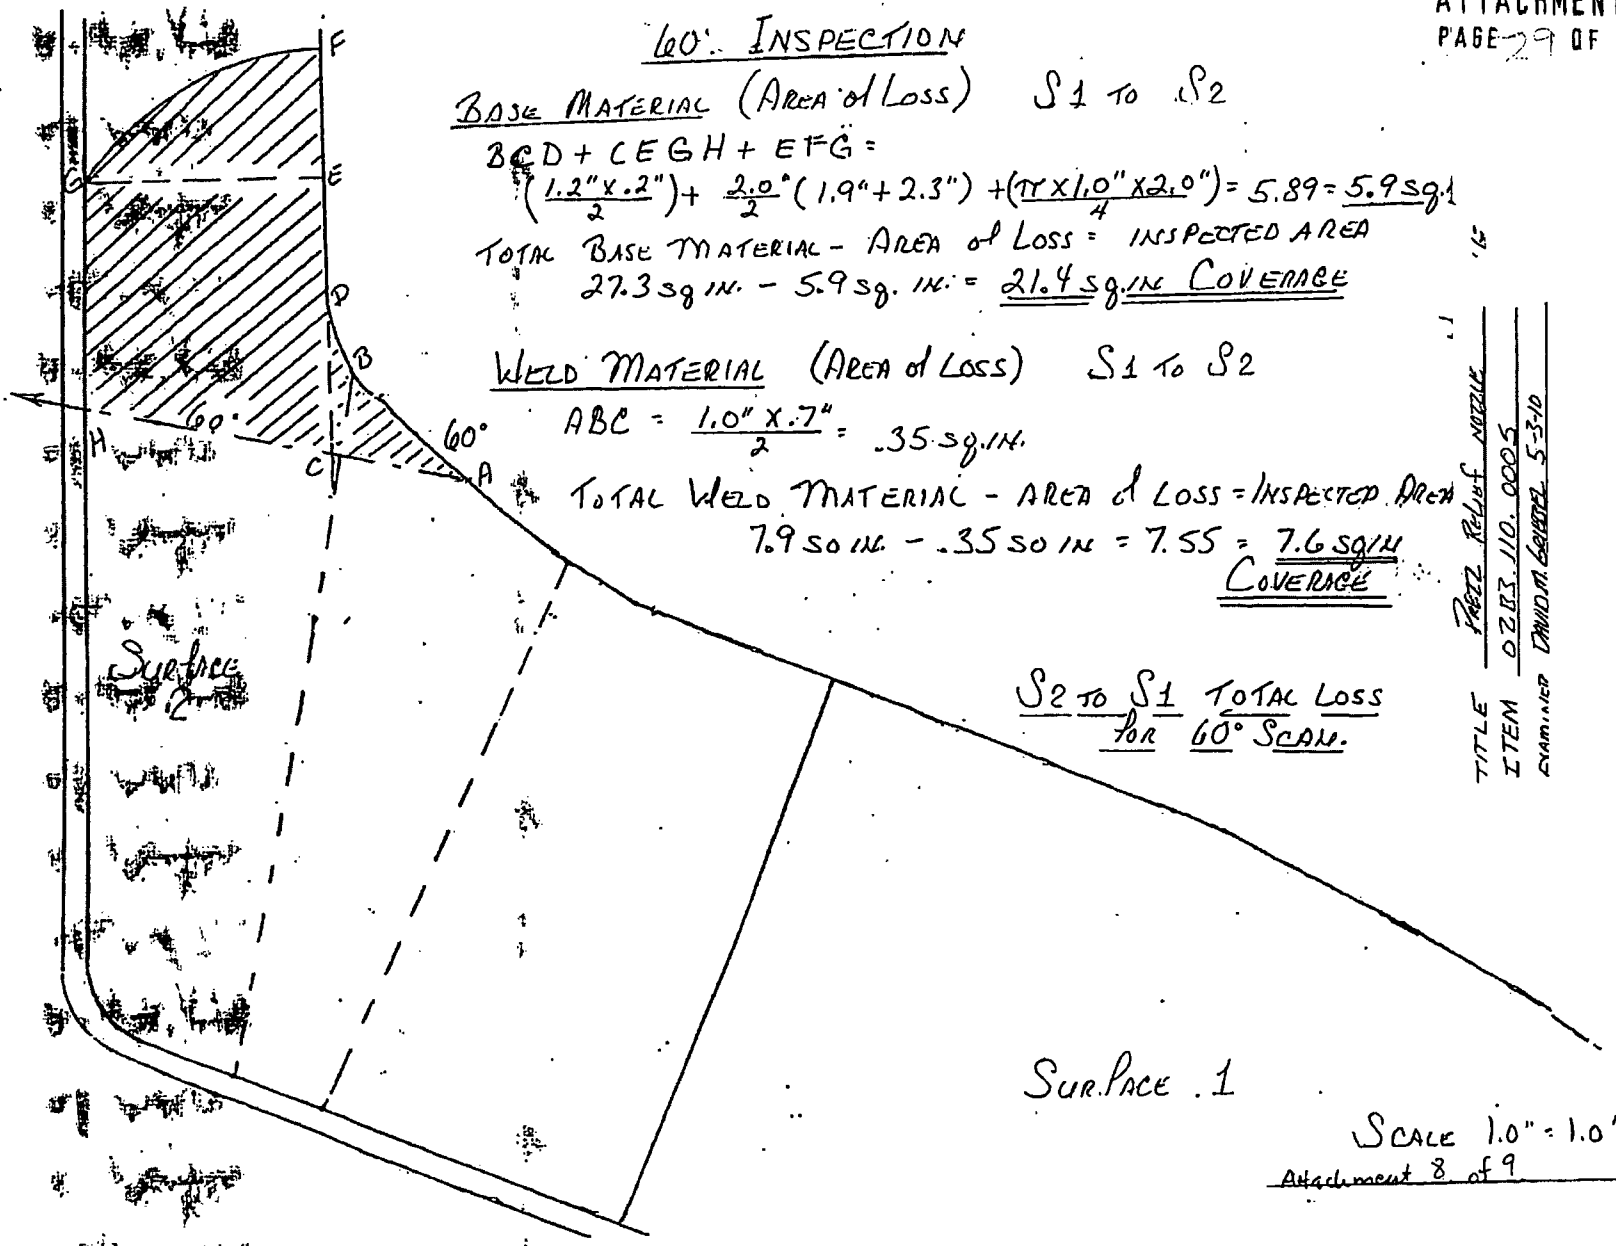 ATTACHMENT
PAGE 29 OF
60° INSPECTION
BASE MATERIAL (AREA of LOSS) S1 TO S2
BCD + CEGH + EFG =
(1.2" X .2"/2) + 2.0"/2 (1.9" + 2.3") + (π X 1.0" X 2.0"/4) = 5.89 = 5.9 sq.1
TOTAL BASE MATERIAL - AREA of LOSS = INSPECTED AREA
27.3 sq IN. - 5.9 sq. IN. = 21.4 sq.IN COVERAGE
WELD MATERIAL (AREA of LOSS) S1 TO S2
ABC = 1.0" X .7"/2 = .35 sq.IN.
TOTAL WELD MATERIAL - AREA of LOSS = INSPECTED AREA
7.9 SQ IN. - .35 SQ IN = 7.55 = 7.6 sq IN
COVERAGE
S2 TO S1 TOTAL LOSS
FOR 60° SCAN.
F
G
E
D
B
60°
H
60°
C
A
SURFACE
2
SURFACE 1
SCALE 1.0" = 1.0"
Attachment 8 of 9
TITLE PREZ RELIEF NOZZLE
ITEM 02B3.110.0005
EXAMINER DAVID M. 5-3-10